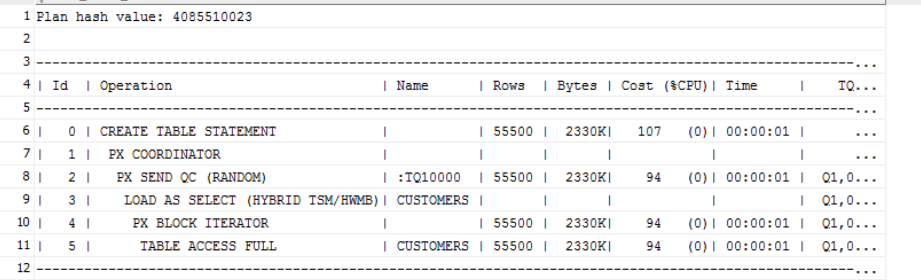 1 Plan hash value: 4085510023
2
3 ---------------------------------------------------------------------------------------------------------...
4 | Id | Operation | Name | Rows | Bytes | Cost (%CPU)| Time | TQ...
5 ---------------------------------------------------------------------------------------------------------...
6 | 0 | CREATE TABLE STATEMENT | | 55500 | 2330K| 107 (0)| 00:00:01 | ...
7 | 1 | PX COORDINATOR | | | | | | ...
8 | 2 | PX SEND QC (RANDOM) | :TQ10000 | 55500 | 2330K| 94 (0)| 00:00:01 | Q1,0...
9 | 3 | LOAD AS SELECT (HYBRID TSM/HWMB)| CUSTOMERS | | | | | Q1,0...
10 | 4 | PX BLOCK ITERATOR | | 55500 | 2330K| 94 (0)| 00:00:01 | Q1,0...
11 | 5 | TABLE ACCESS FULL | CUSTOMERS | 55500 | 2330K| 94 (0)| 00:00:01 | Q1,0...
12 ---------------------------------------------------------------------------------------------------------...